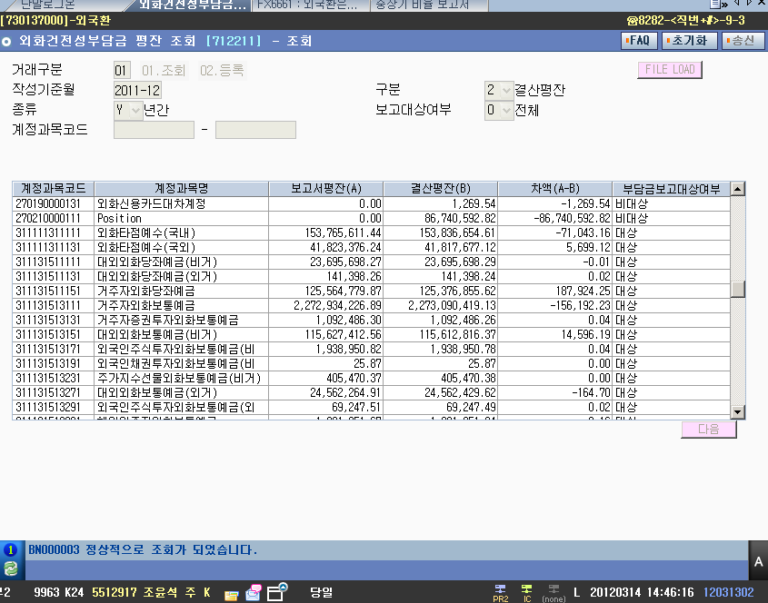 단말로그온 외화건전성부담금... FX6661 : 외국환은... 중장기 비율 보고서
[730137000]-외국환 ☎8282-<직번+#>-9-3
외화건전성부담금 평잔 조회 [712211] - 조회 FAQ 초기화 송신
거래구분 01 01.조회 02.등록 FILE LOAD
작성기준월 2011-12 구분 2 결산평잔
종류 Y 년간 보고대상여부 0 전체
계정과목코드 -
계정과목코드 계정과목명 보고서평잔(A) 결산평잔(B) 차액(A-B) 부담금보고대상여부
270190000131 외화신용카드대차계정 0.00 1,269.54 -1,269.54 비대상
270210000111 Position 0.00 86,740,592.82 -86,740,592.82 비대상
311111311111 외화타점예수(국내) 153,765,611.44 153,836,654.61 -71,043.16 대상
311111311131 외화타점예수(국외) 41,823,376.24 41,817,677.12 5,699.12 대상
311131511111 대외외화당좌예금(비거) 23,695,698.27 23,695,698.29 -0.01 대상
311131511131 대외외화당좌예금(외거) 141,398.26 141,398.24 0.02 대상
311131511151 거주자외화당좌예금 125,564,779.87 125,376,855.62 187,924.25 대상
311131513111 거주자외화보통예금 2,272,934,226.89 2,273,090,419.13 -156,192.23 대상
311131513131 거주자증권투자외화보통예금 1,092,486.30 1,092,486.26 0.04 대상
311131513151 대외외화보통예금(비거) 115,627,412.56 115,612,816.37 14,596.19 대상
311131513171 외국인주식투자외화보통예금(비 1,938,950.82 1,938,950.78 0.04 대상
311131513191 외국인채권투자외화보통예금(비 25.87 25.87 0.00 대상
311131513231 주가지수선물외화보통예금(비거) 405,470.37 405,470.38 0.00 대상
311131513271 대외외화보통예금(외거) 24,562,264.91 24,562,429.62 -164.70 대상
311131513291 외국인주식투자외화보통예금(외 69,247.51 69,247.49 0.02 대상
다음
BN000003 정상적으로 조회가 되었습니다.
A
9963 K24 5512917 조윤석 주 K 당일 PR2 IC (none) L 20120314 14:46:16 12031302